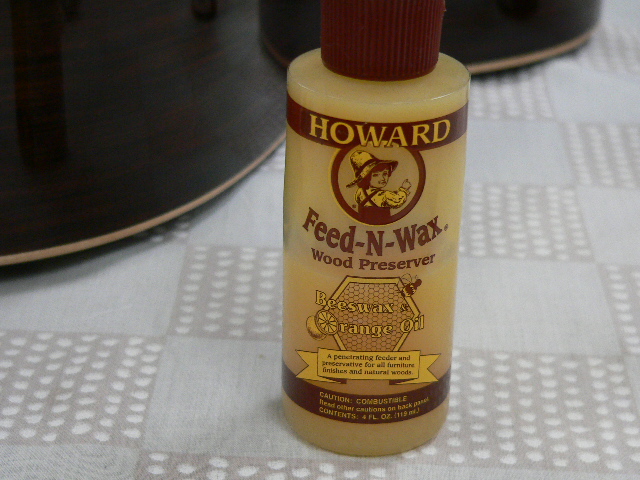 HOWARD
Feed-N-Wax®
Wood Preserver
Beeswax &
Orange Oil
A penetrating feeder and
preservative for all furniture
finishes and natural woods.
CAUTION: COMBUSTIBLE
Read other cautions on back panel.
CONTENTS: 4 FL. OZ. (118 mL)